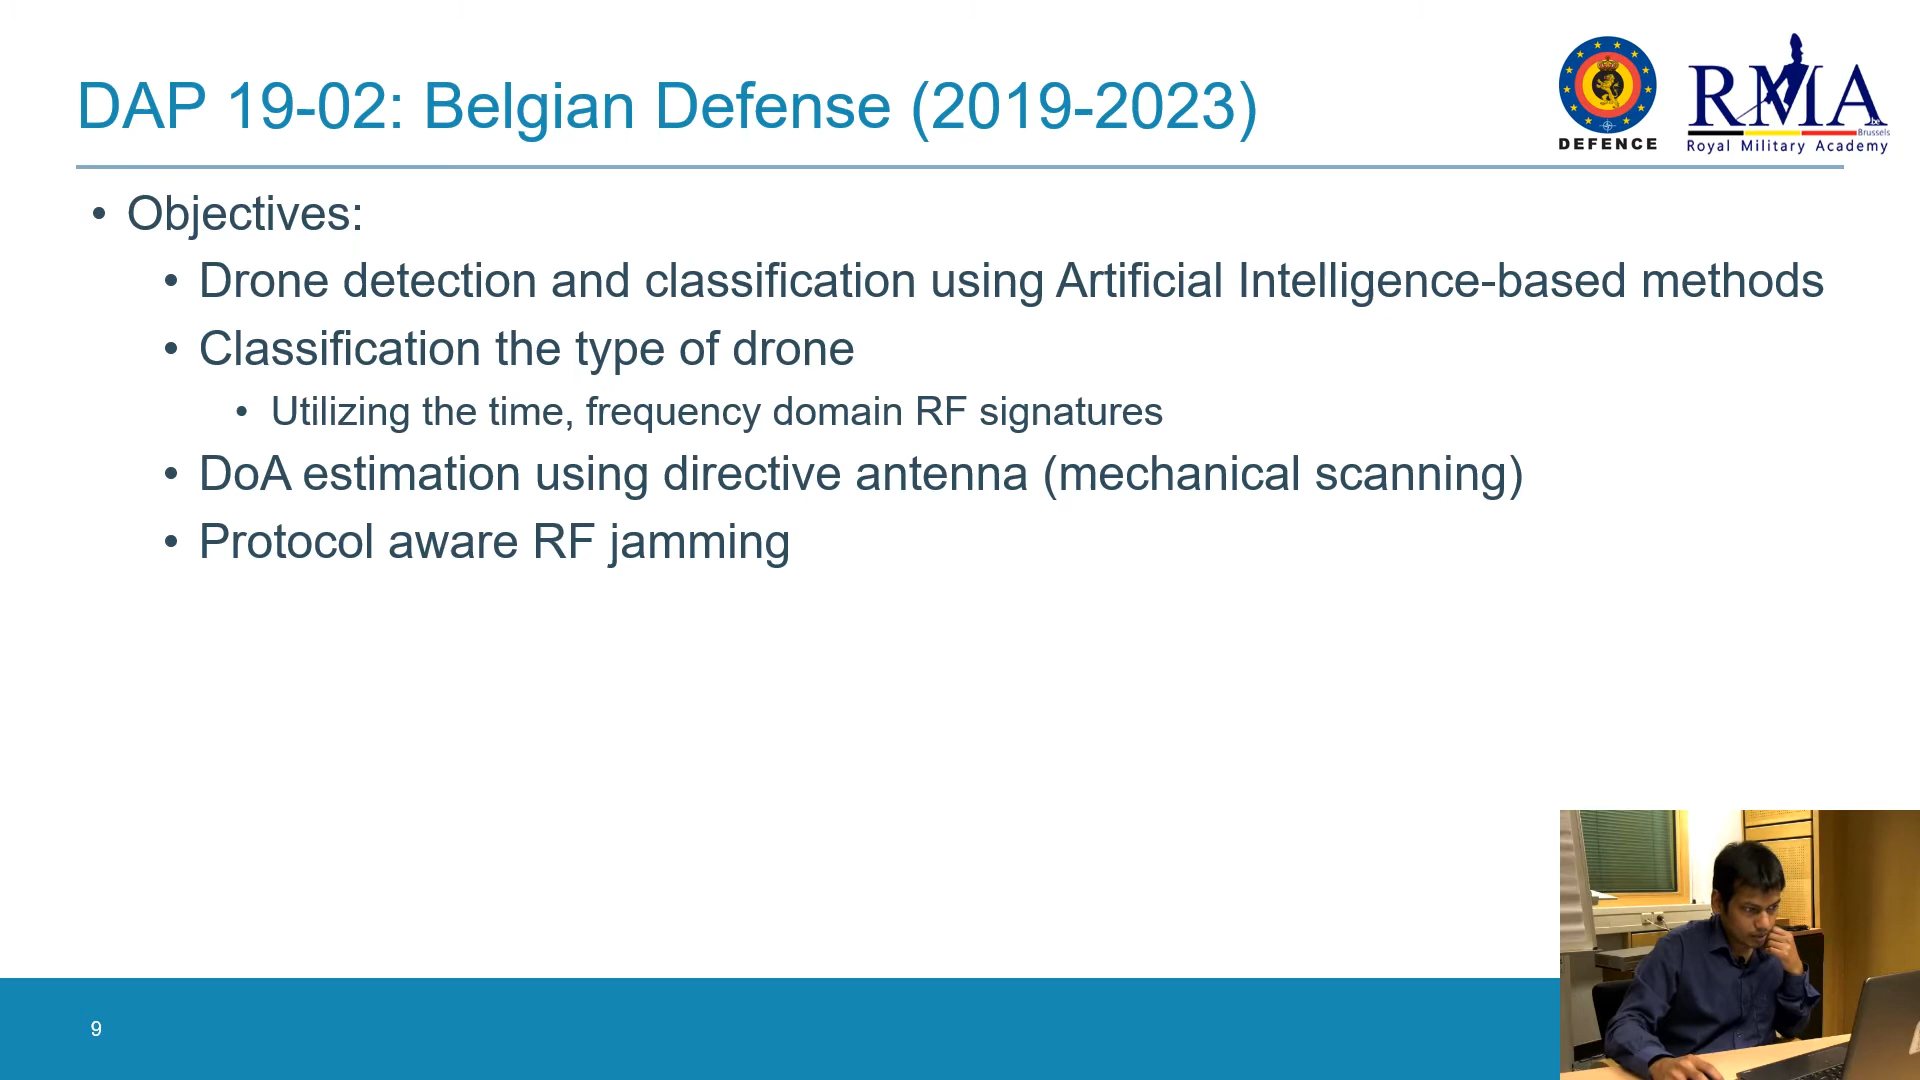 DAP 19-02: Belgian Defense (2019-2023)
DEFENCE
RMA
.be
Brussels
Royal Military Academy
• Objectives:
• Drone detection and classification using Artificial Intelligence-based methods
• Classification the type of drone
• Utilizing the time, frequency domain RF signatures
• DoA estimation using directive antenna (mechanical scanning)
• Protocol aware RF jamming
9